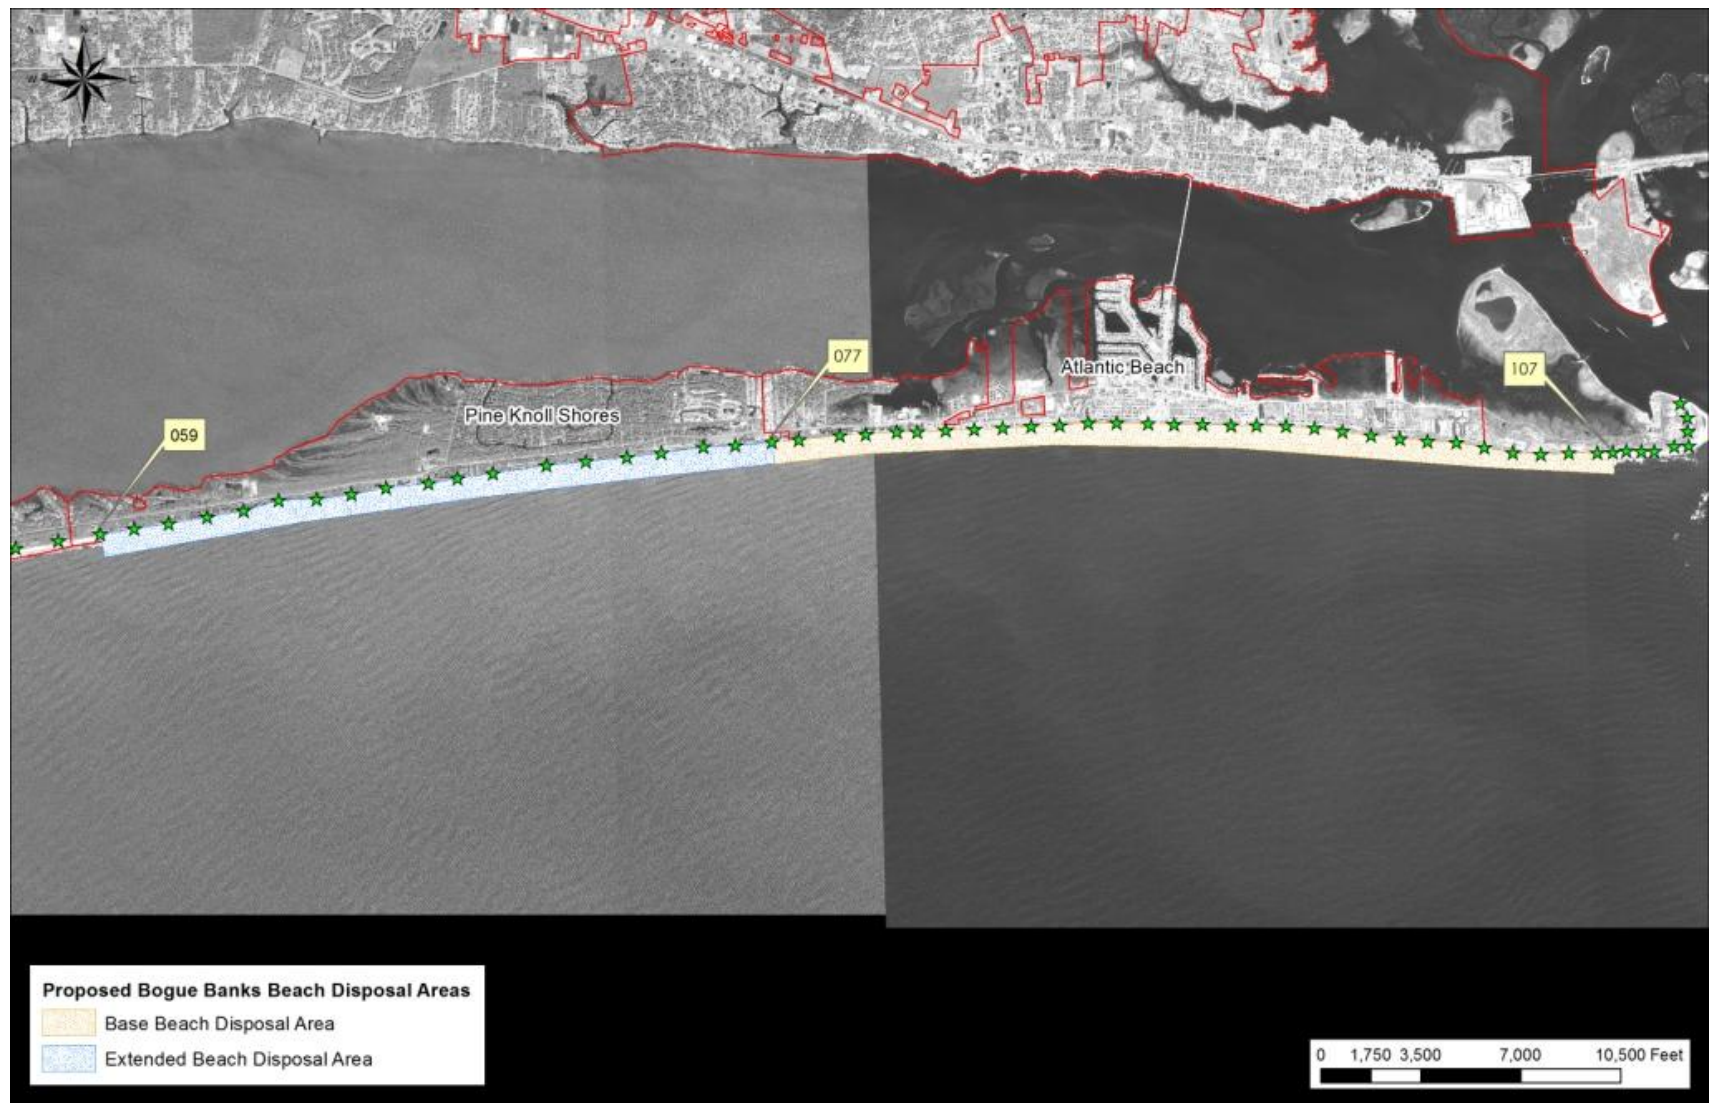 077
Atlantic Beach
107
Pine Knoll Shores
059
Proposed Bogue Banks Beach Disposal Areas
Base Beach Disposal Area
Extended Beach Disposal Area
0 1,750 3,500 7,000 10,500 Feet